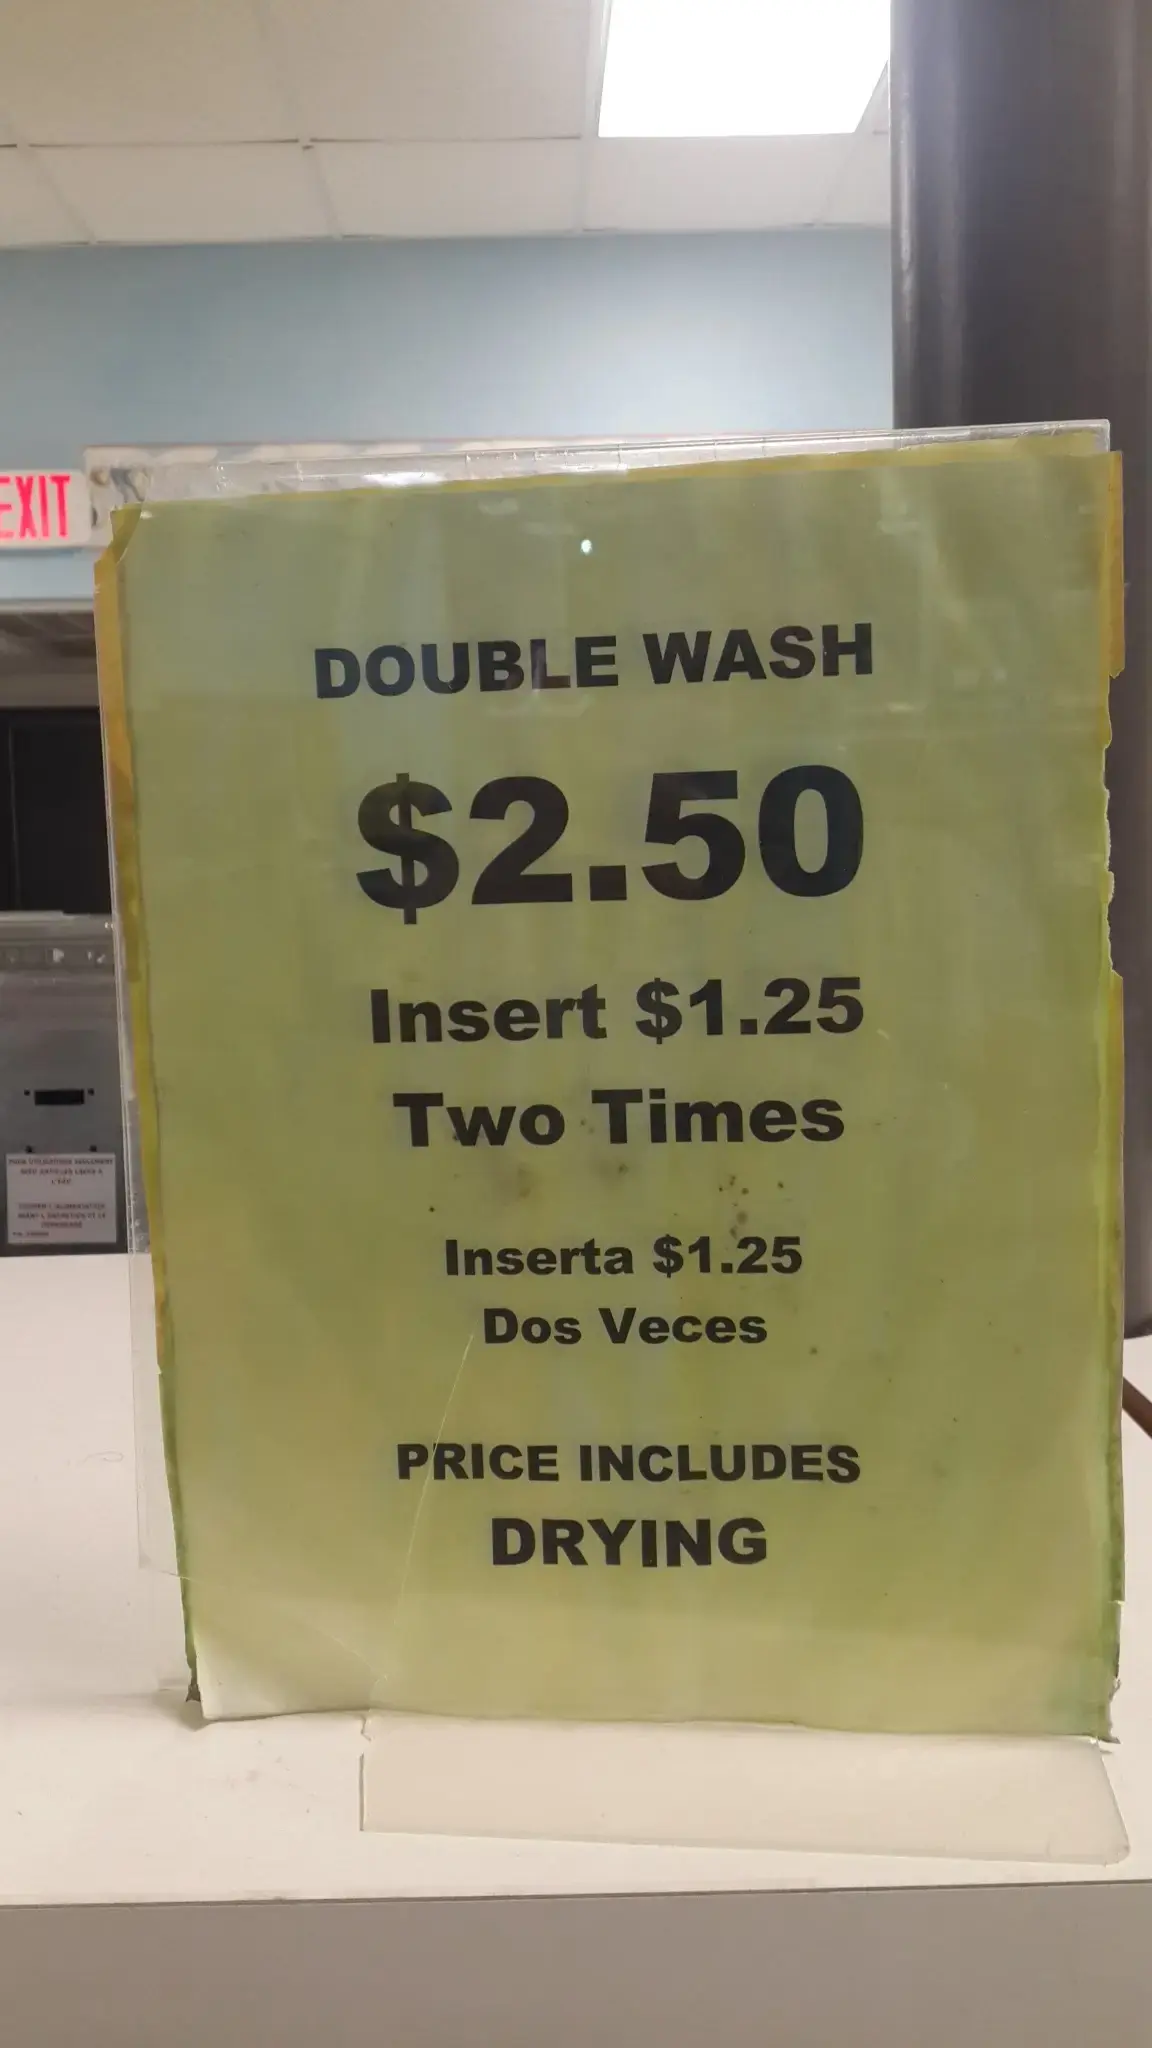 EXIT
DOUBLE WASH
$2.50
Insert $1.25
Two Times
Inserta $1.25
Dos Veces
PRICE INCLUDES
DRYING